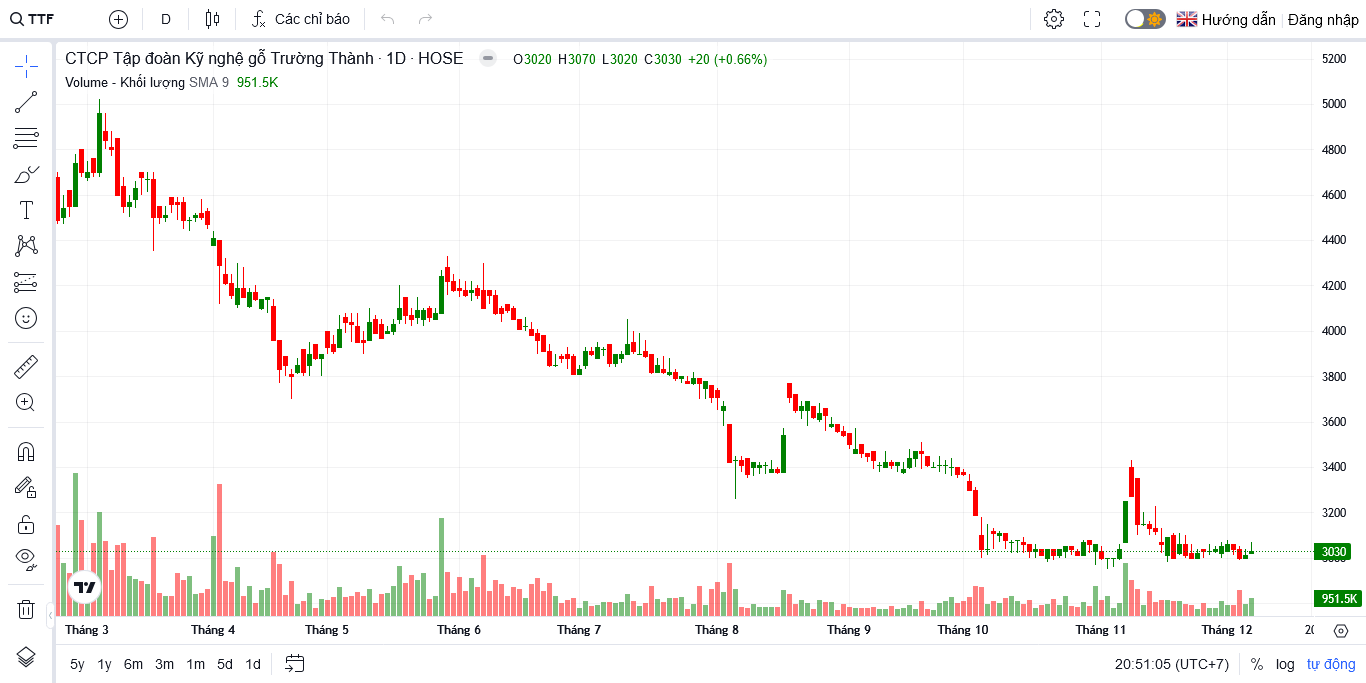 TTF D Các chỉ báo Hướng dẫn Đăng nhập
CTCP Tập đoàn Kỹ nghệ gỗ Trường Thành · 1D · HOSE O3020 H3070 L3020 C3030 +20 (+0.66%)
Volume - Khối lượng SMA 9 951.5K
5200
5000
4800
4600
4400
4200
4000
3800
3600
3400
3200
3030
3000
951.5K
Tháng 3 Tháng 4 Tháng 5 Tháng 6 Tháng 7 Tháng 8 Tháng 9 Tháng 10 Tháng 11 Tháng 12
5y 1y 6m 3m 1m 5d 1d 20:51:05 (UTC+7) % log tự động